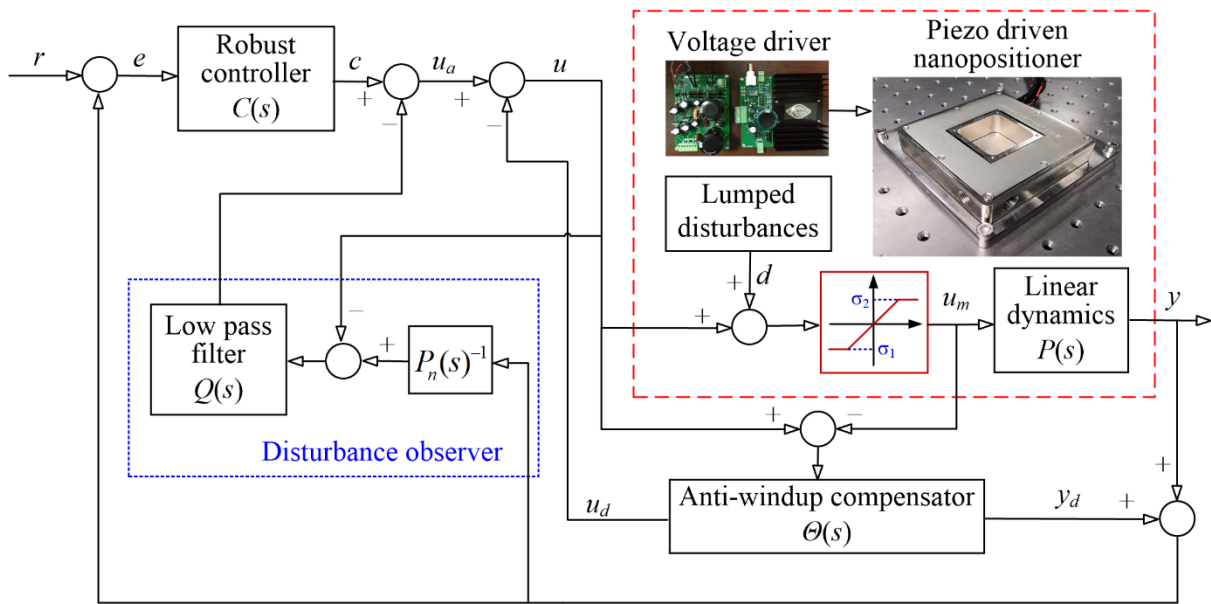 Voltage driver
Piezo driven
nanopositioner
r
e
Robust
controller
C(s)
c
+
−
u_a
+
−
u
Lumped
disturbances
+
d
+
σ₂
σ₁
u_m
Linear
dynamics
P(s)
y
Low pass
filter
Q(s)
−
+
P_n(s)⁻¹
Disturbance observer
+
−
u_d
Anti-windup compensator
Θ(s)
y_d
+
+